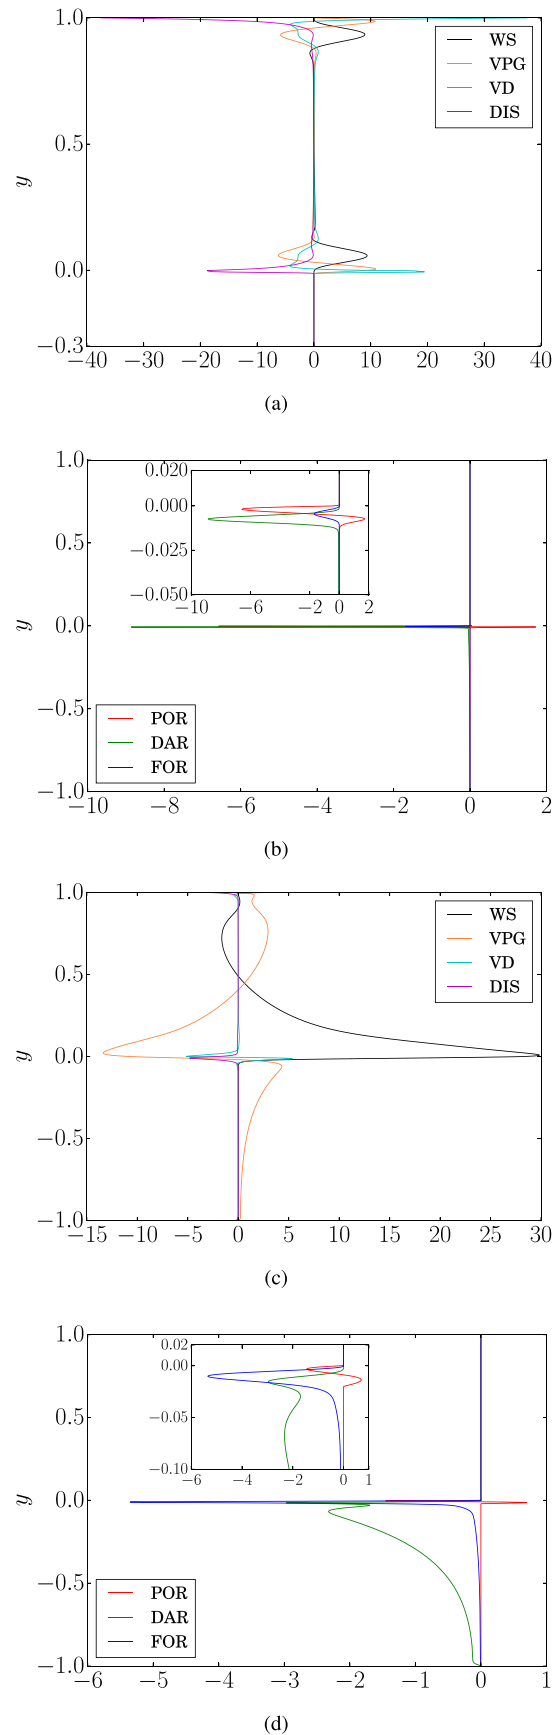 1.0
WS
VPG
VD
DIS
0.5
y
0.0
−0.3
−40 −30 −20 −10 0 10 20 30 40
(a)
1.0
0.020
0.000
−0.025
−0.050
−10 −6 −2 0 2
0.5
y
0.0
−0.5
POR
DAR
FOR
−1.0
−10 −8 −6 −4 −2 0 2
(b)
1.0
WS
VPG
VD
DIS
0.5
y
0.0
−0.5
−1.0
−15 −10 −5 0 5 10 15 20 25 30
(c)
1.0
0.02
0.00
−0.05
−0.10
−6 −4 −2 0 1
0.5
y
0.0
−0.5
POR
DAR
FOR
−1.0
−6 −5 −4 −3 −2 −1 0 1
(d)